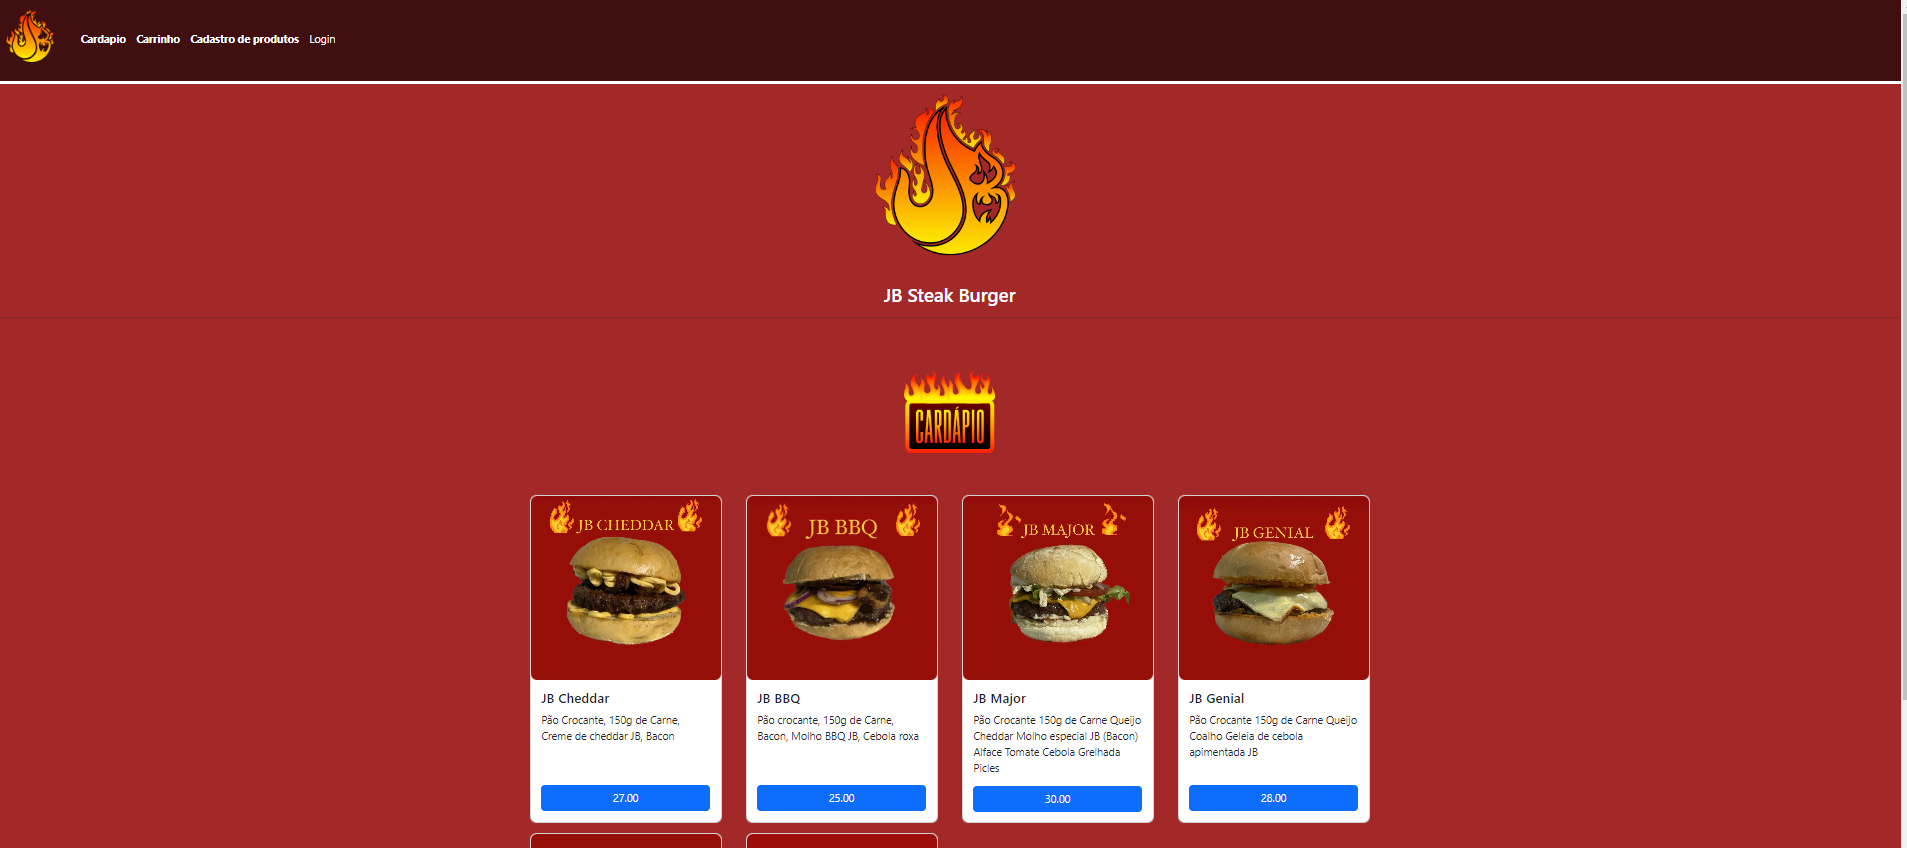 Cardapio Carrinho Cadastro de produtos Login
JB
JB Steak Burger
CARDÁPIO
JB CHEDDAR
JB BBQ
JB MAJOR
JB GENIAL
JB Cheddar
Pão Crocante, 150g de Carne,
Creme de cheddar JB, Bacon
27.00
JB BBQ
Pão crocante, 150g de Carne,
Bacon, Molho BBQ JB, Cebola roxa
25.00
JB Major
Pão Crocante 150g de Carne Queijo
Cheddar Molho especial JB (Bacon)
Alface Tomate Cebola Grelhada
Picles
30.00
JB Genial
Pão Crocante 150g de Carne Queijo
Coalho Geleia de cebola
apimentada JB
28.00